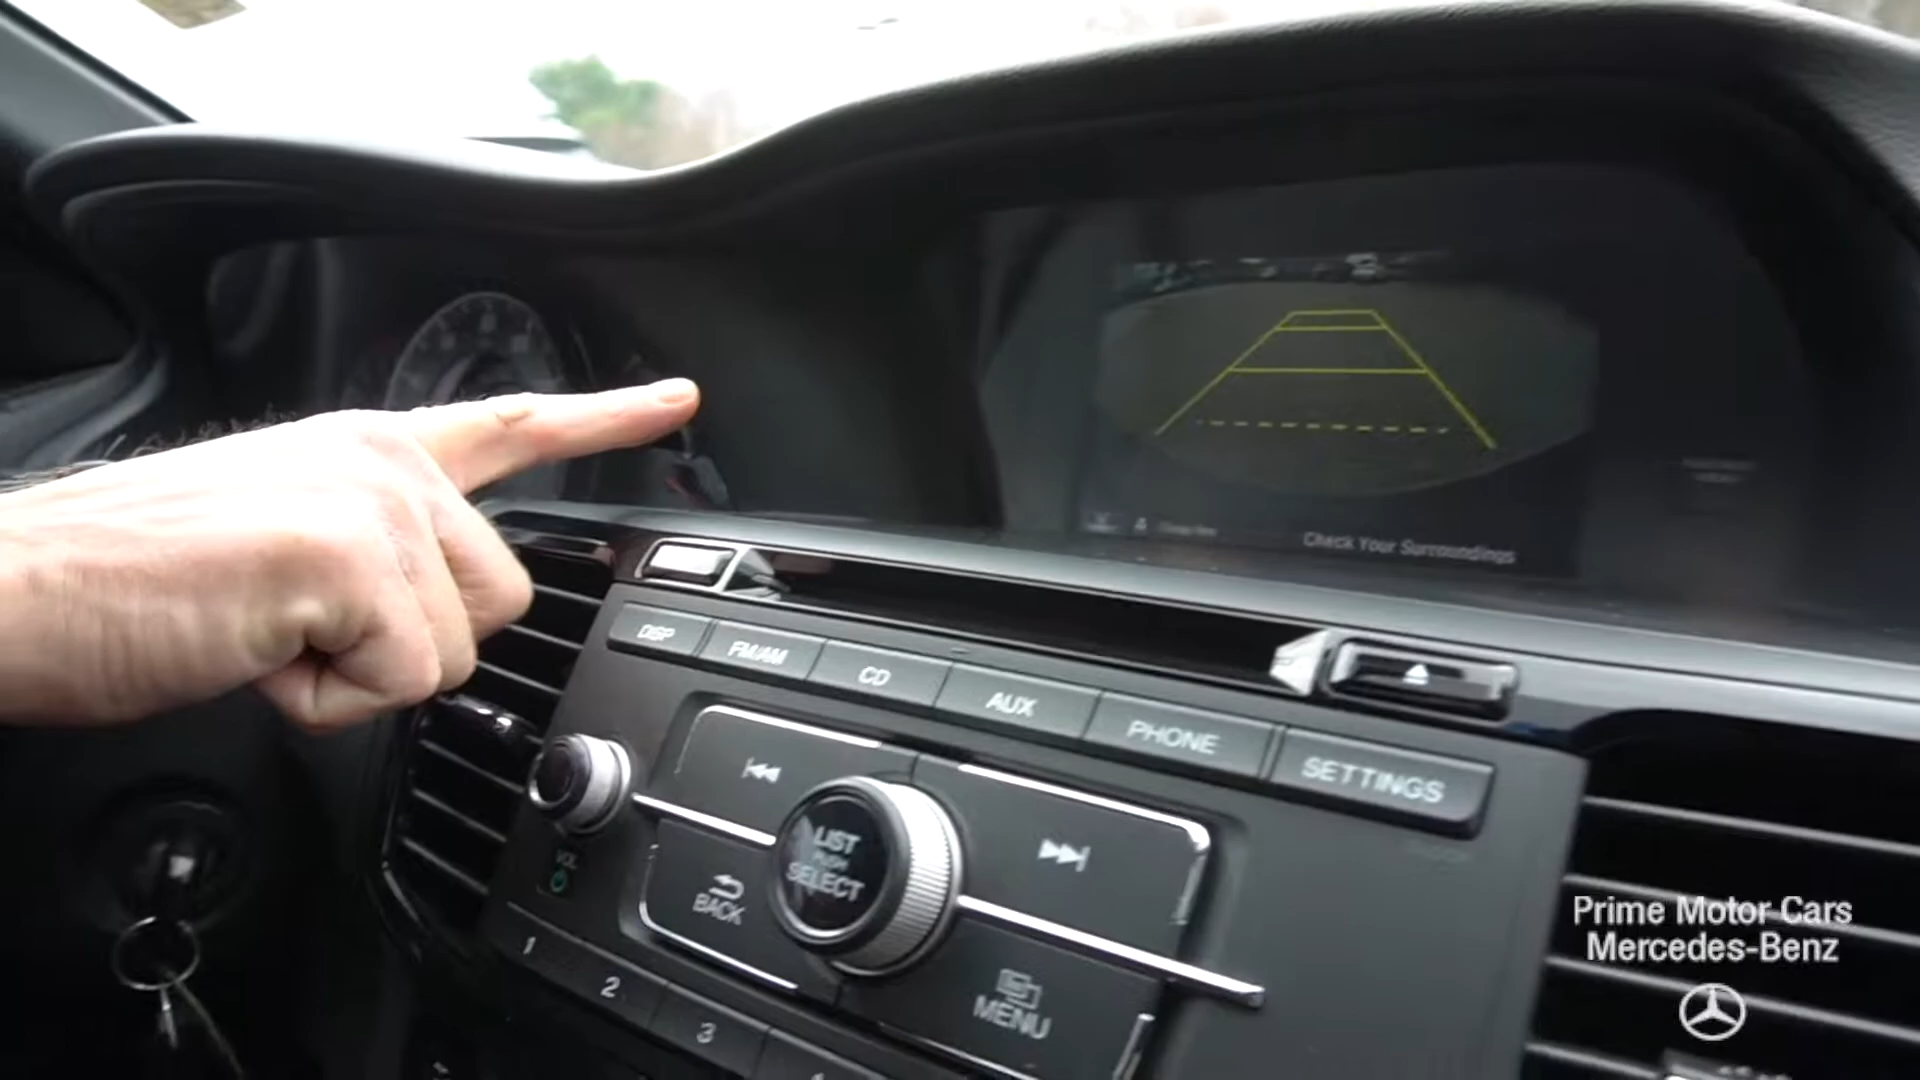 Check Your Surroundings
DISP
FM/AM
CD
AUX
PHONE
SETTINGS
LIST
PUSH
SELECT
VOL
BACK
MENU
1
2
3
Prime Motor Cars
Mercedes-Benz